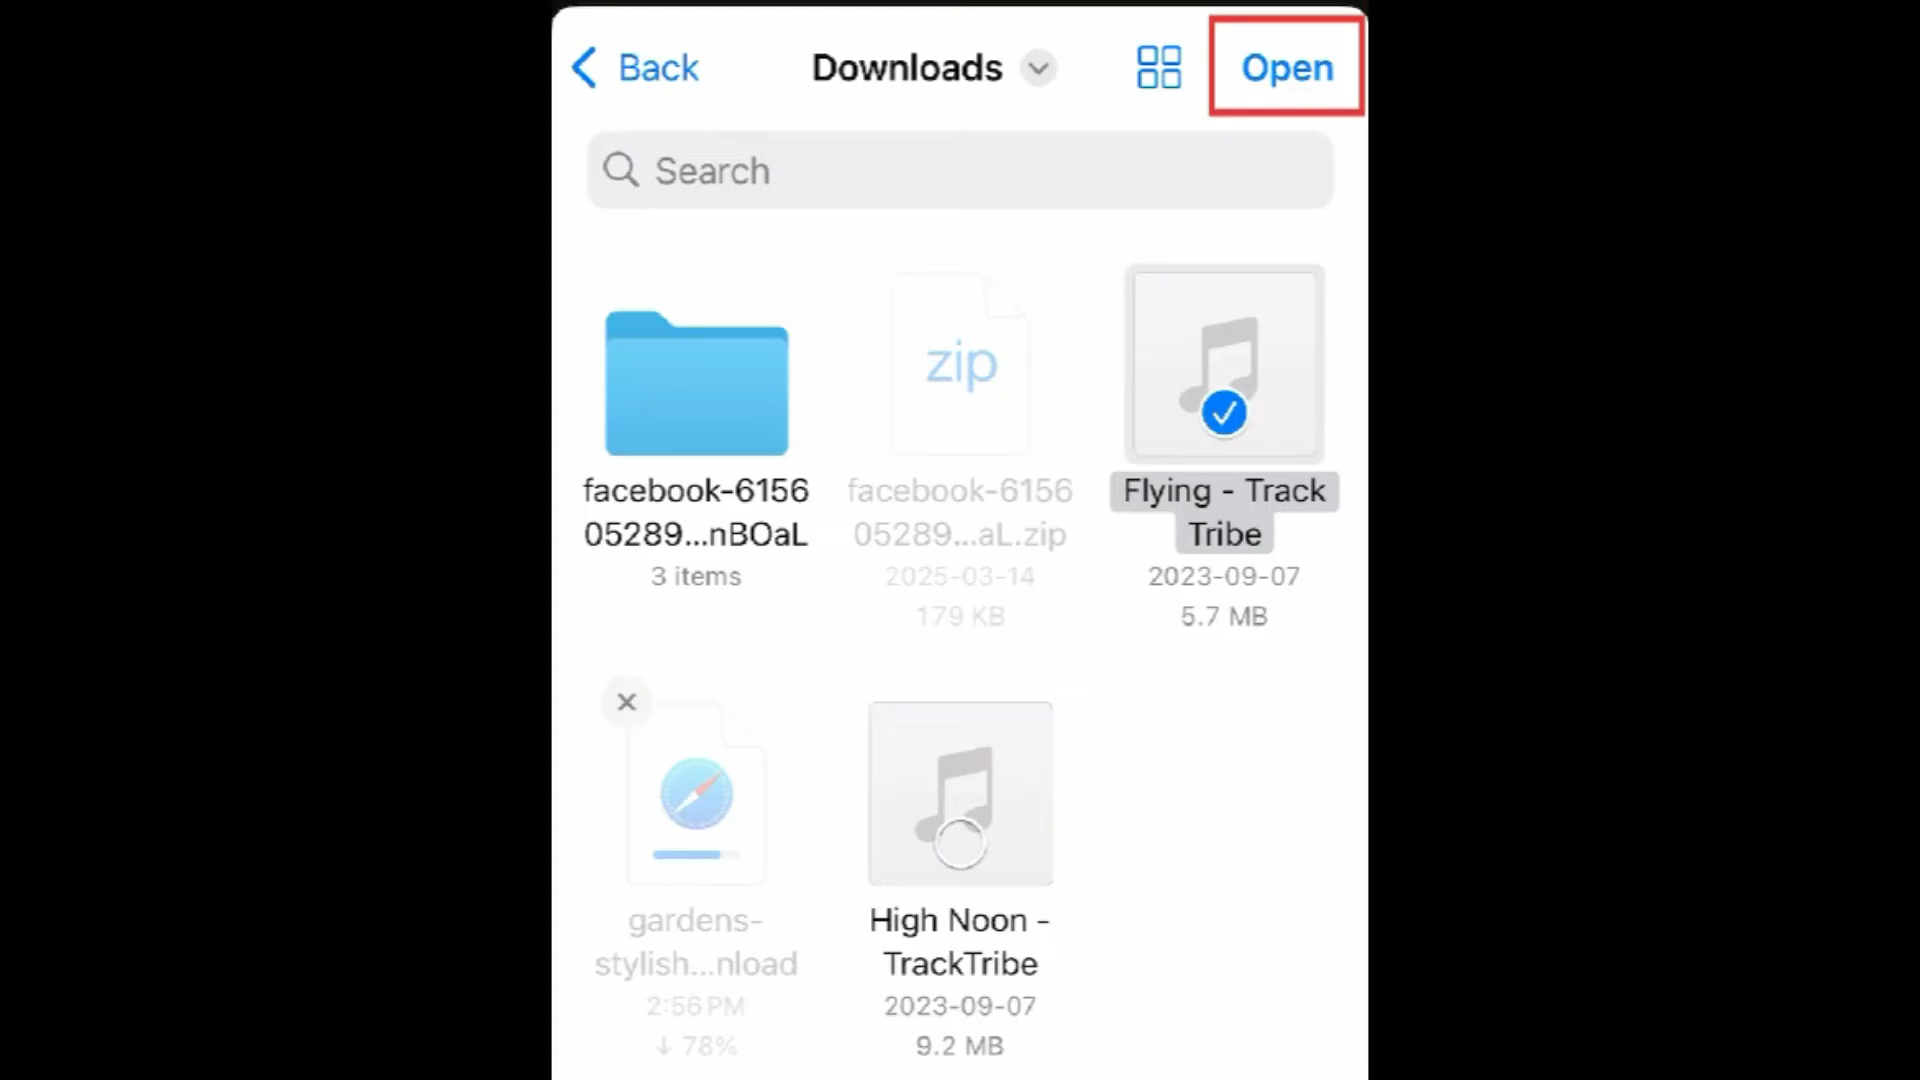 Back
Downloads
Open
Search
zip
facebook-6156
05289...nBOaL
3 items
facebook-6156
05289...aL.zip
2025-03-14
179 KB
Flying - Track
Tribe
2023-09-07
5.7 MB
gardens-
stylish...nload
2:56 PM
↓ 78%
High Noon -
TrackTribe
2023-09-07
9.2 MB